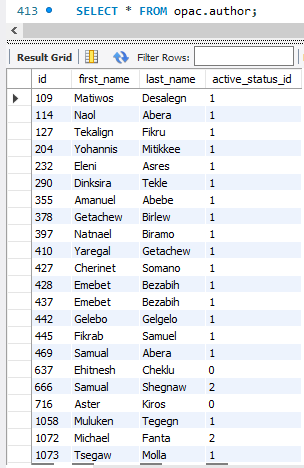 413 SELECT * FROM opac.author;
Result Grid Filter Rows:
id first_name last_name active_status_id
109 Matiwos Desalegn 1
114 Naol Abera 1
127 Tekalign Fikru 1
204 Yohannis Mitikkee 1
232 Eleni Asres 1
290 Dinksira Tekle 1
355 Amanuel Abebe 1
378 Getachew Birlew 1
397 Natnael Biramo 1
410 Yaregal Getachew 1
427 Cherinet Somano 1
428 Emebet Bezabih 1
437 Emebet Bezabih 1
442 Gelebo Gelgelo 1
445 Fikrab Samuel 1
469 Samual Abera 1
637 Ehitnesh Cheklu 0
666 Samual Shegnaw 2
716 Aster Kiros 0
1058 Muluken Tegegn 1
1072 Michael Fanta 2
1073 Tsegaw Molla 1